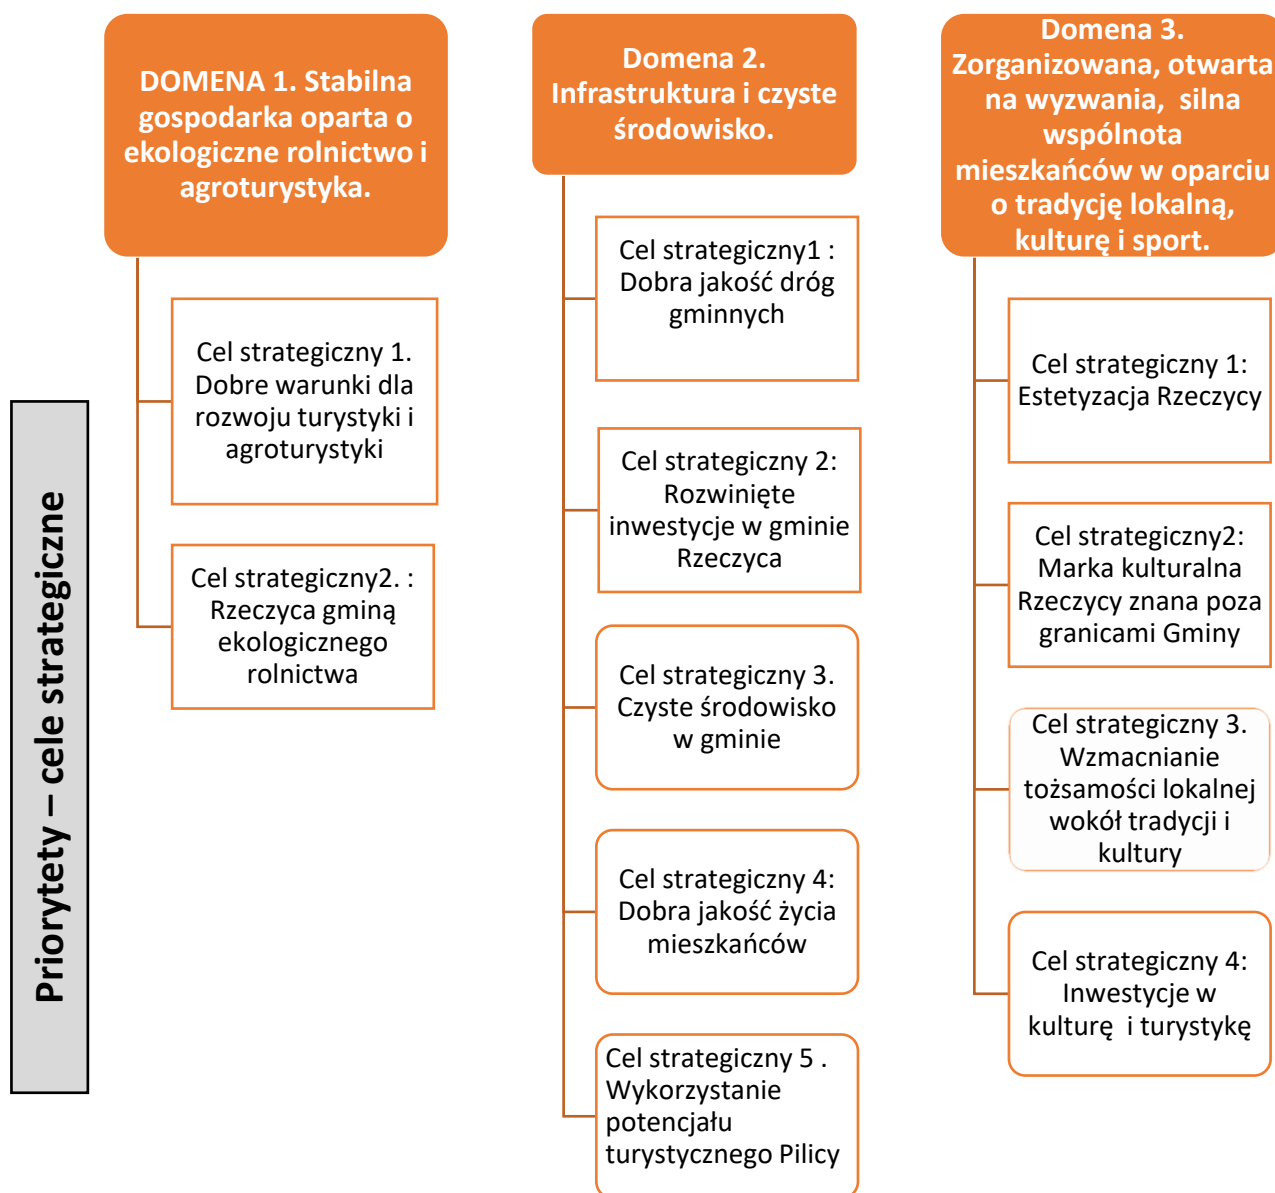 Priorytety – cele strategiczne
DOMENA 1. Stabilna
gospodarka oparta o
ekologiczne rolnictwo i
agroturystyka.
Cel strategiczny 1.
Dobre warunki dla
rozwoju turystyki i
agroturystyki
Cel strategiczny2. :
Rzeczyca gminą
ekologicznego
rolnictwa
Domena 2.
Infrastruktura i czyste
środowisko.
Cel strategiczny1 :
Dobra jakość dróg
gminnych
Cel strategiczny 2:
Rozwinięte
inwestycje w gminie
Rzeczyca
Cel strategiczny 3.
Czyste środowisko
w gminie
Cel strategiczny 4:
Dobra jakość życia
mieszkańców
Cel strategiczny 5 .
Wykorzystanie
potencjału
turystycznego Pilicy
Domena 3.
Zorganizowana, otwarta
na wyzwania,  silna
wspólnota
mieszkańców w oparciu
o tradycję lokalną,
kulturę i sport.
Cel strategiczny 1:
Estetyzacja Rzeczycy
Cel strategiczny2:
Marka kulturalna
Rzeczycy znana poza
granicami Gminy
Cel strategiczny 3.
Wzmacnianie
tożsamości lokalnej
wokół tradycji i
kultury
Cel strategiczny 4:
Inwestycje w
kulturę  i turystykę